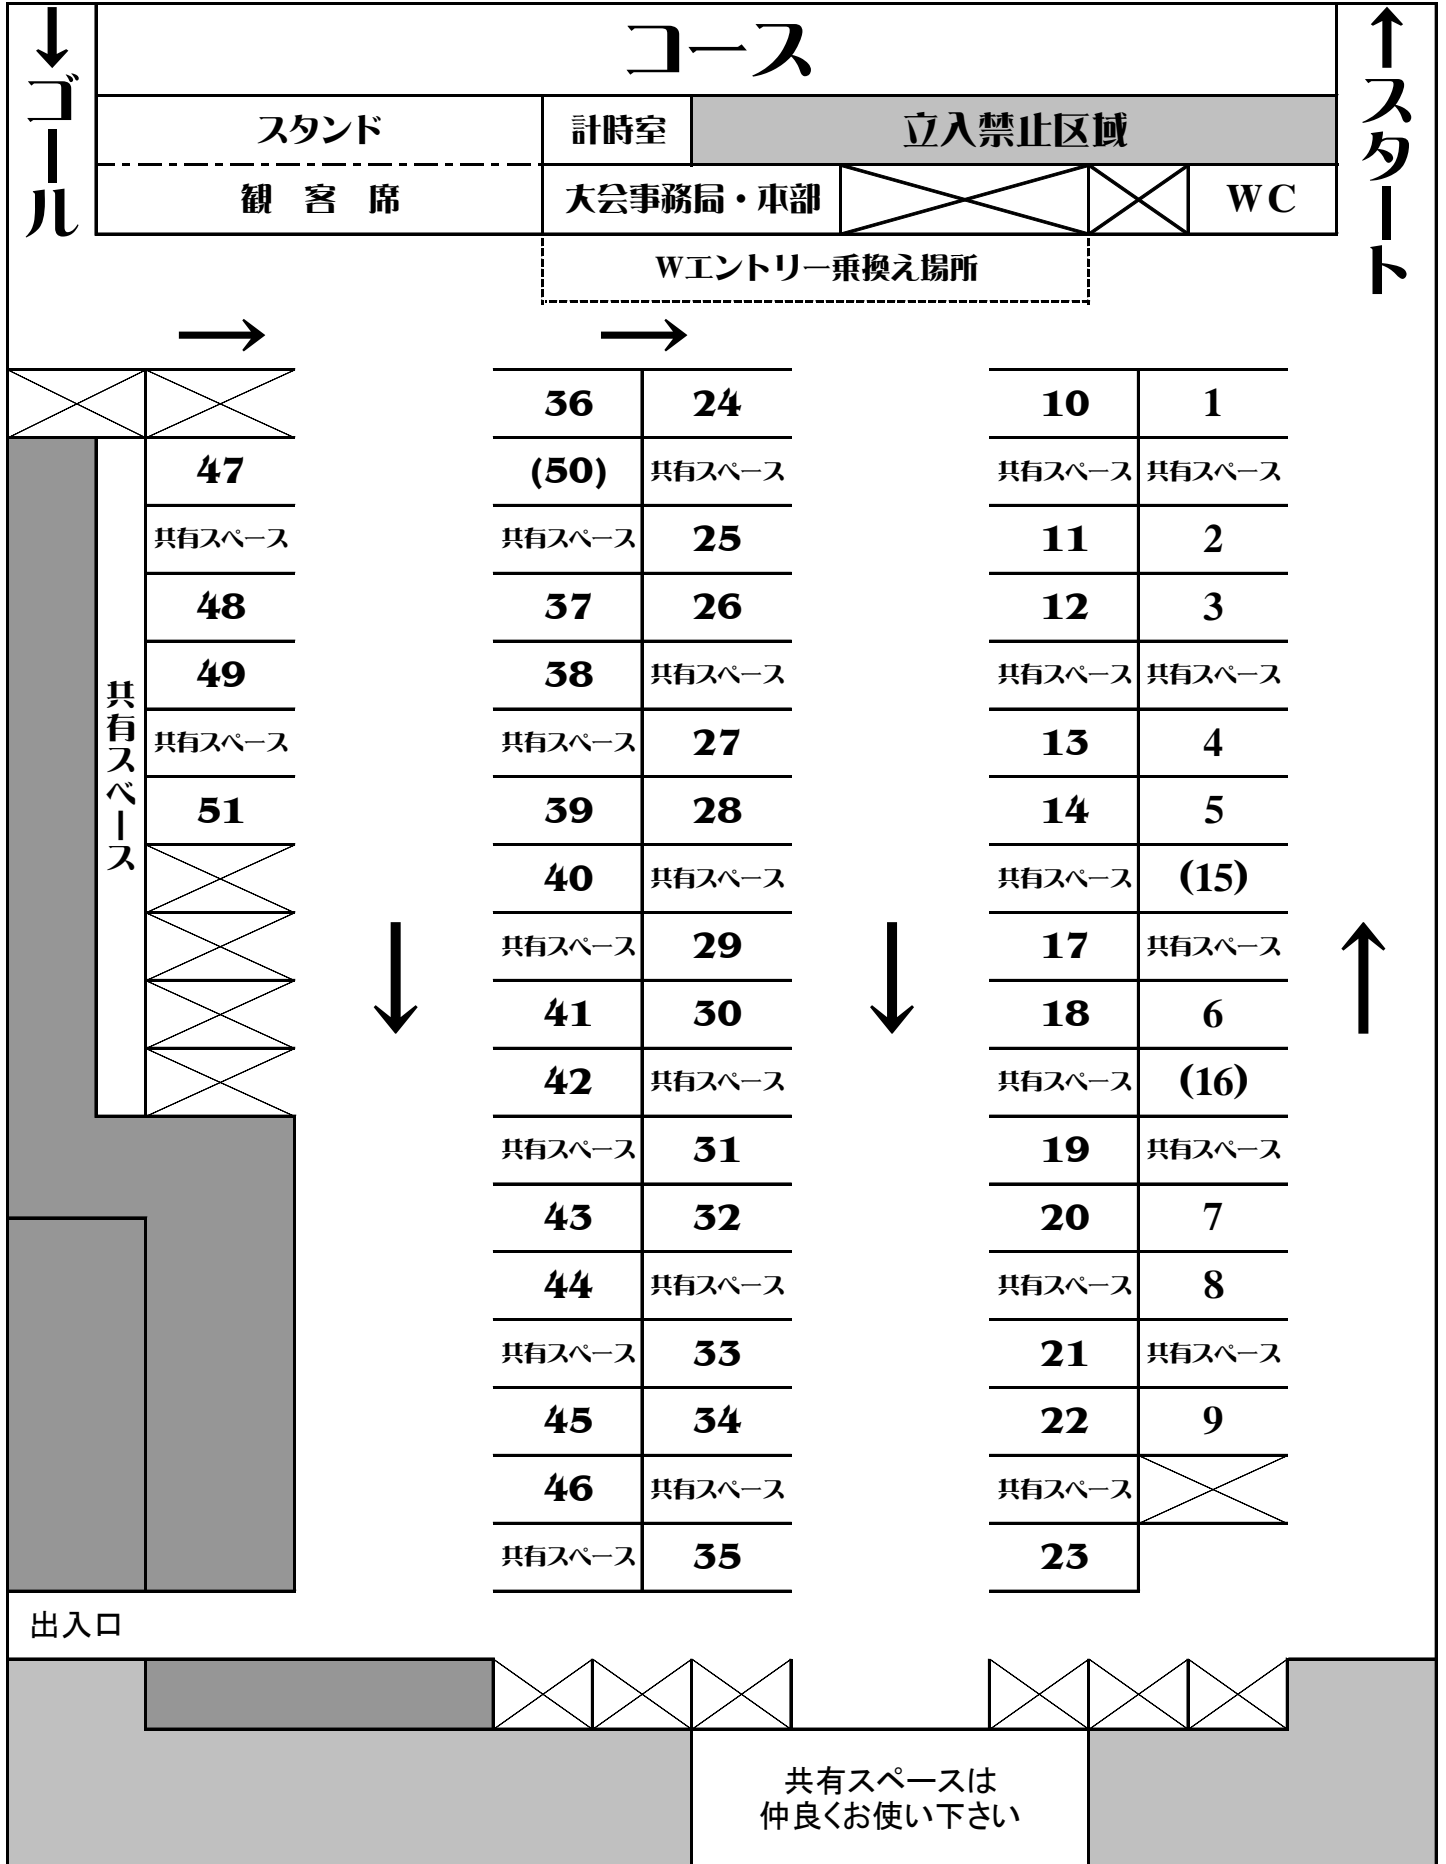 コース
↓ゴール
↑スタート
スタンド
計時室
立入禁止区域
観客席
大会事務局・本部
WC
Wエントリー乗換え場所
→ →
36 24 10 1
47 (50) 共有スペース 共有スペース 共有スペース
共有スペース 共有スペース 25 11 2
48 37 26 12 3
49 38 共有スペース 共有スペース 共有スペース
共有スペース
共有スペース 共有スペース 27 13 4
51 39 28 14 5
40 共有スペース 共有スペース (15)
共有スペース 29 17 共有スペース
↓ ↓ ↑
41 30 18 6
42 共有スペース 共有スペース (16)
共有スペース 31 19 共有スペース
43 32 20 7
44 共有スペース 共有スペース 8
共有スペース 33 21 共有スペース
45 34 22 9
46 共有スペース 共有スペース
共有スペース 35 23
出入口
共有スペースは
仲良くお使い下さい